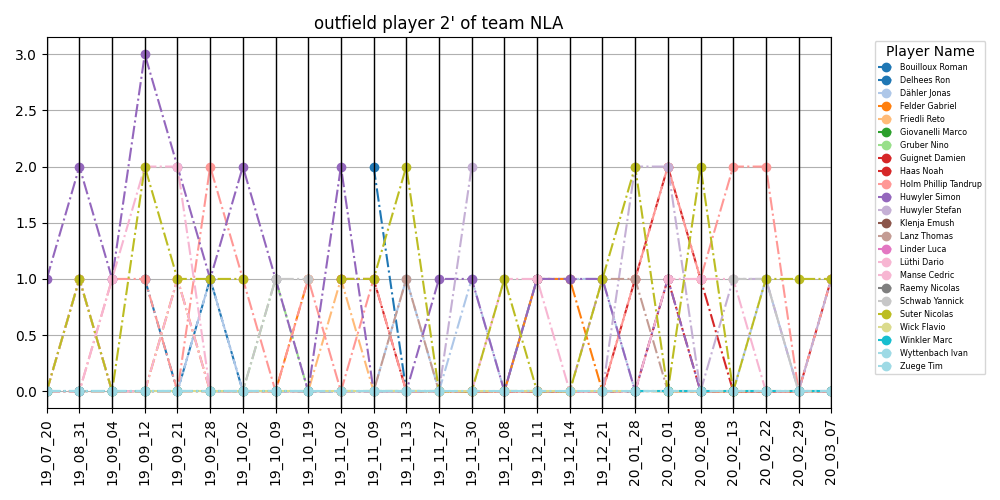 outfield player 2' of team NLA
3.0
2.5
2.0
1.5
1.0
0.5
0.0
19_07_20
19_08_31
19_09_04
19_09_12
19_09_21
19_09_28
19_10_02
19_10_09
19_10_19
19_11_02
19_11_09
19_11_13
19_11_27
19_11_30
19_12_08
19_12_11
19_12_14
19_12_21
20_01_28
20_02_01
20_02_08
20_02_13
20_02_22
20_02_29
20_03_07
Player Name
Bouilloux Roman
Delhees Ron
Dähler Jonas
Felder Gabriel
Friedli Reto
Giovanelli Marco
Gruber Nino
Guignet Damien
Haas Noah
Holm Phillip Tandrup
Huwyler Simon
Huwyler Stefan
Klenja Emush
Lanz Thomas
Linder Luca
Lüthi Dario
Manse Cedric
Raemy Nicolas
Schwab Yannick
Suter Nicolas
Wick Flavio
Winkler Marc
Wyttenbach Ivan
Zuege Tim